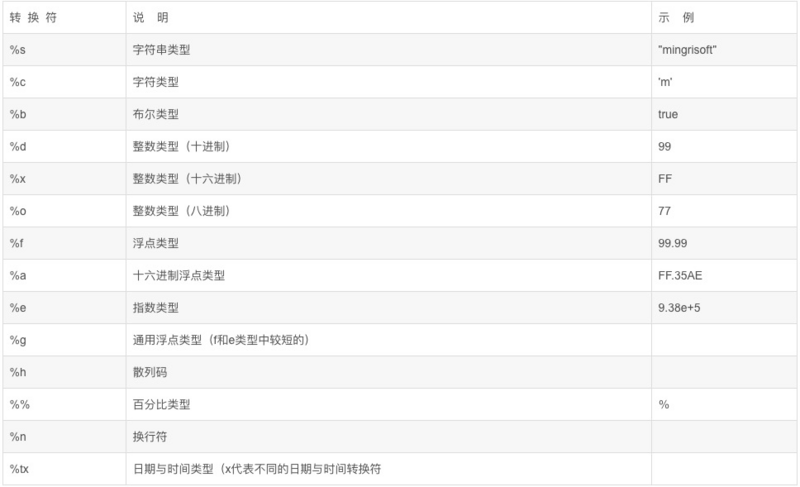 转 换 符 说 明 示 例
%s 字符串类型 "mingrisoft"
%c 字符类型 'm'
%b 布尔类型 true
%d 整数类型（十进制） 99
%x 整数类型（十六进制） FF
%o 整数类型（八进制） 77
%f 浮点类型 99.99
%a 十六进制浮点类型 FF.35AE
%e 指数类型 9.38e+5
%g 通用浮点类型（f和e类型中较短的）
%h 散列码
%% 百分比类型 %
%n 换行符
%tx 日期与时间类型（x代表不同的日期与时间转换符